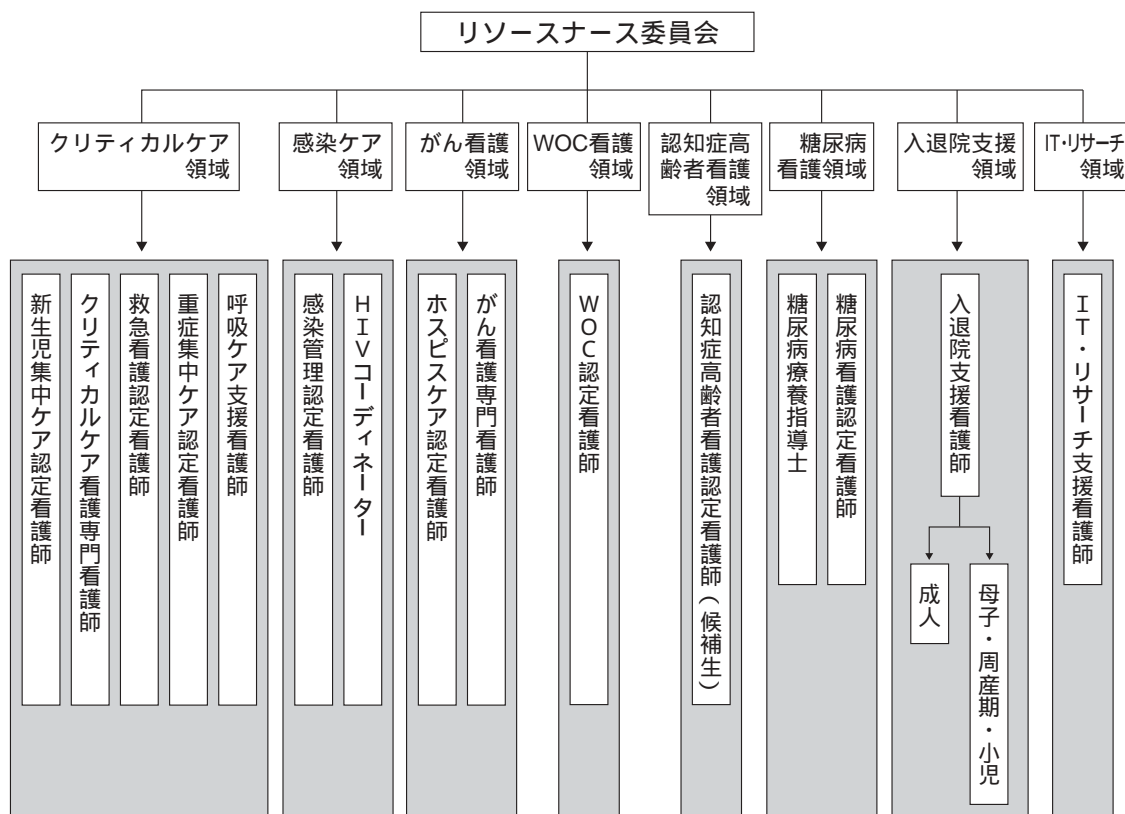 リソースナース委員会
クリティカルケア
領域
感染ケア
領域
がん看護
領域
WOC看護
領域
認知症高
齢者看護
領域
糖尿病
看護領域
入退院支援
領域
IT・リサーチ
領域
新生児集中ケア認定看護師
クリティカルケア看護専門看護師
救急看護認定看護師
重症集中ケア認定看護師
呼吸ケア支援看護師
感染管理認定看護師
HIVコーディネーター
ホスピスケア認定看護師
がん看護専門看護師
WOC認定看護師
認知症高齢者看護認定看護師(候補生)
糖尿病療養指導士
糖尿病看護認定看護師
入退院支援看護師
成人
母子・周産期・小児
IT・リサーチ支援看護師